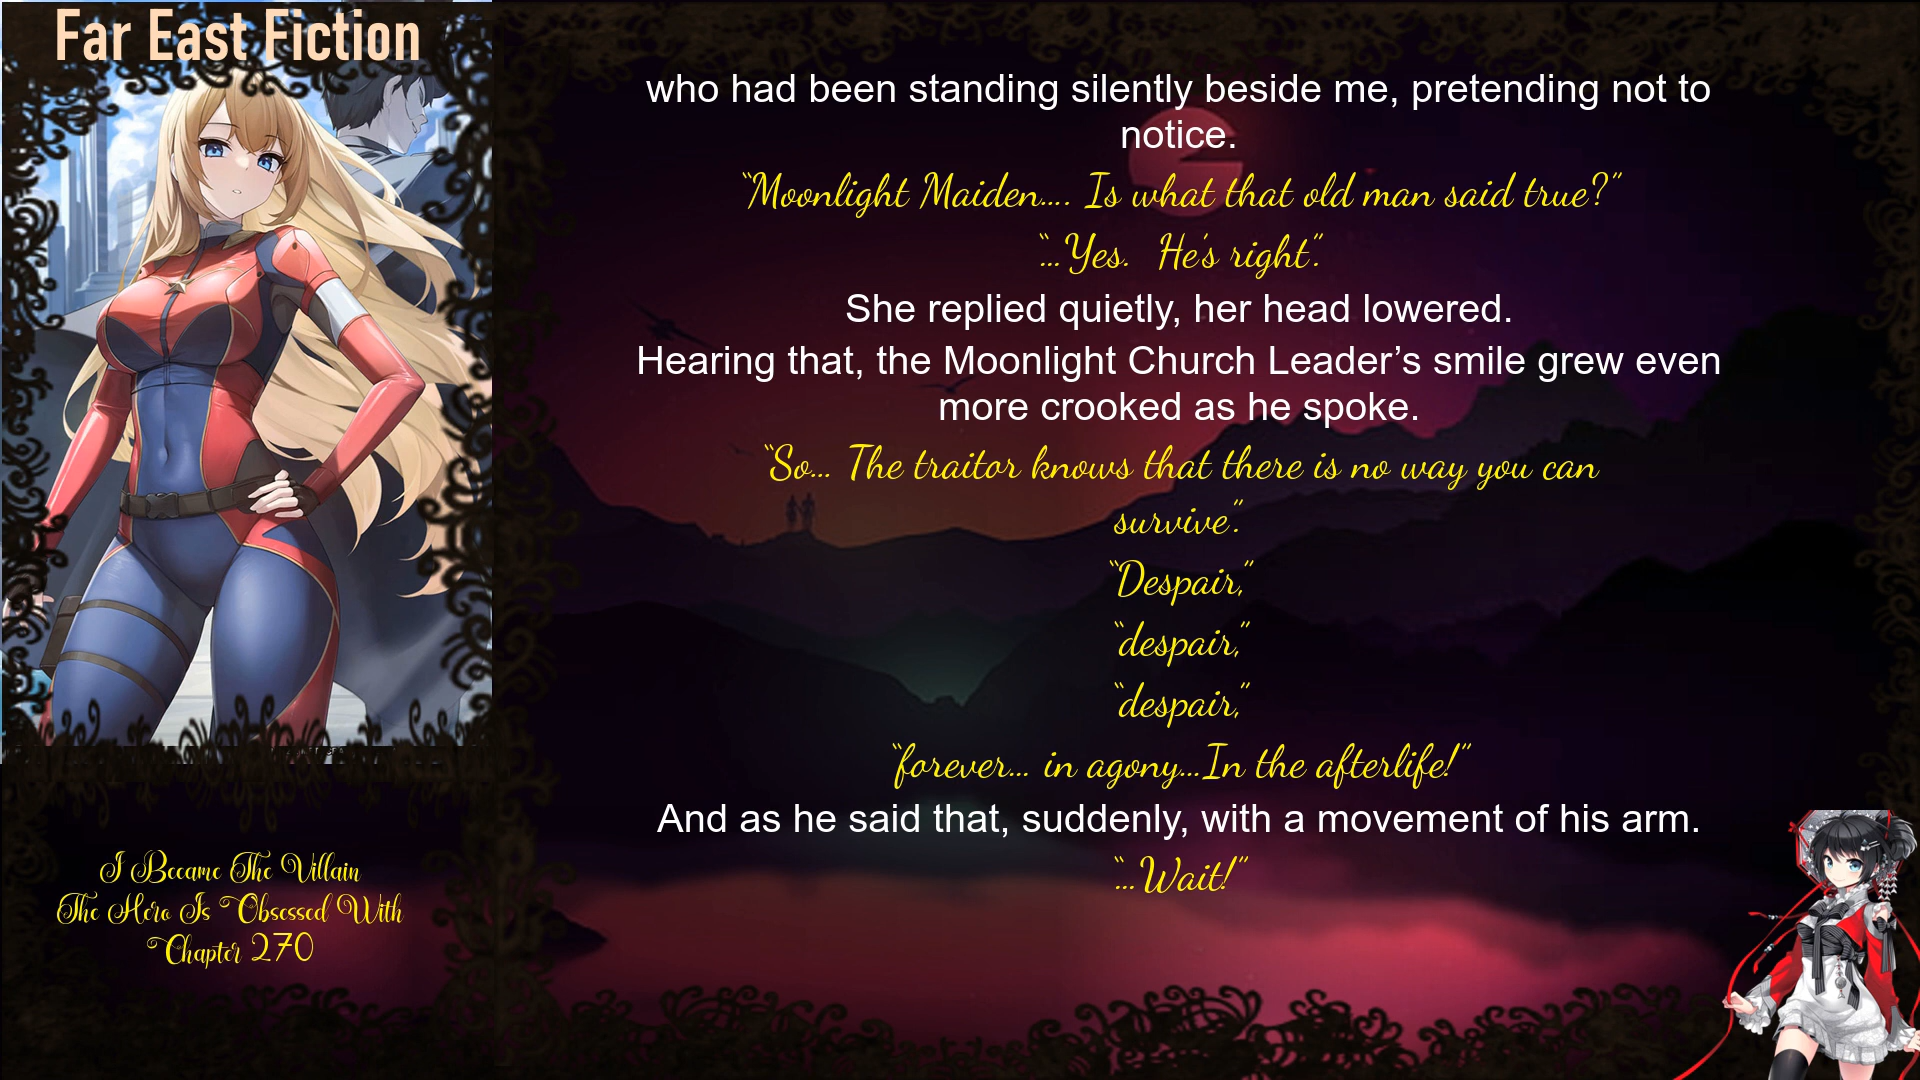 Far East Fiction
who had been standing silently beside me, pretending not to
notice.
“Moonlight Maiden…. Is what that old man said true?”
“…Yes.  He’s right”.
She replied quietly, her head lowered.
Hearing that, the Moonlight Church Leader’s smile grew even
more crooked as he spoke.
“So… The traitor knows that there is no way you can
survive”.
“Despair,”
“despair,”
“despair,”
“forever… in agony…In the afterlife!”
And as he said that, suddenly, with a movement of his arm.
“…Wait!”
I Became The Villain
The Hero Is Obsessed With
Chapter 270